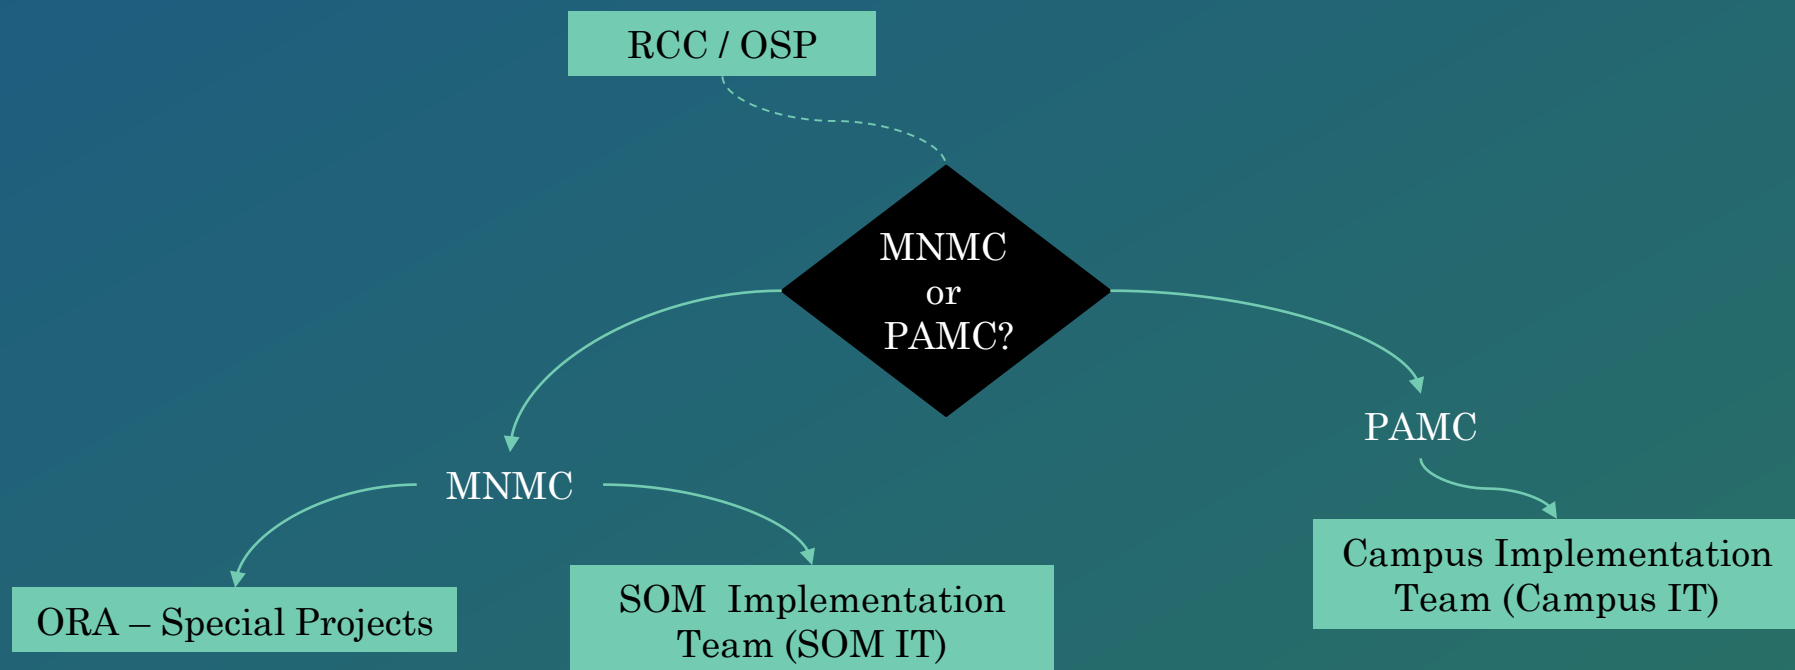 RCC / OSP
MNMC
or
PAMC?
PAMC
MNMC
Campus Implementation
Team (Campus IT)
ORA – Special Projects
SOM  Implementation
Team (SOM IT)